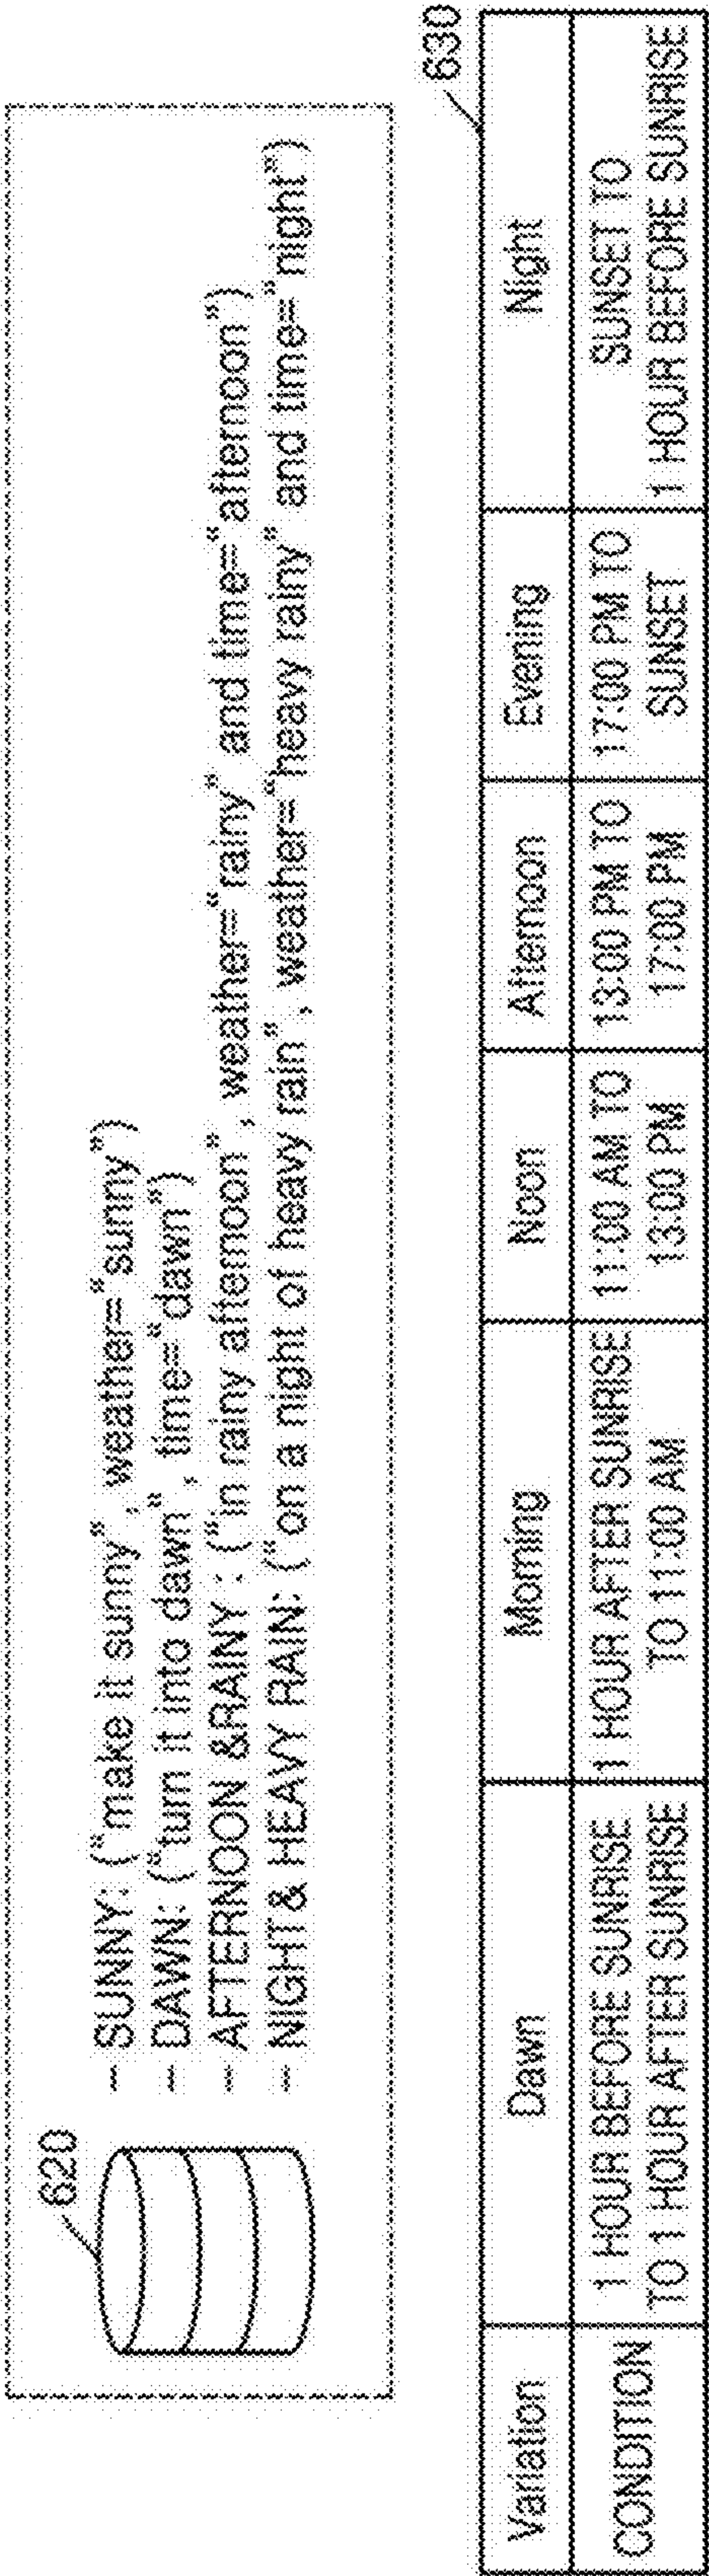 620
- SUNNY: ("make it sunny", weather="sunny")
- DAWN: ("turn it into dawn", time="dawn")
- AFTERNOON &RAINY : ("in rainy afternoon", weather="rainy" and time="afternoon")
- NIGHT& HEAVY RAIN: ("on a night of heavy rain", weather="heavy rainy" and time="night")
630
Variation Dawn Morning Noon Afternoon Evening Night
CONDITION 1 HOUR BEFORE SUNRISE 1 HOUR AFTER SUNRISE 11:00 AM TO 13:00 PM TO 17:00 PM TO SUNSET TO
TO 1 HOUR AFTER SUNRISE TO 11:00 AM 13:00 PM 17:00 PM SUNSET 1 HOUR BEFORE SUNRISE